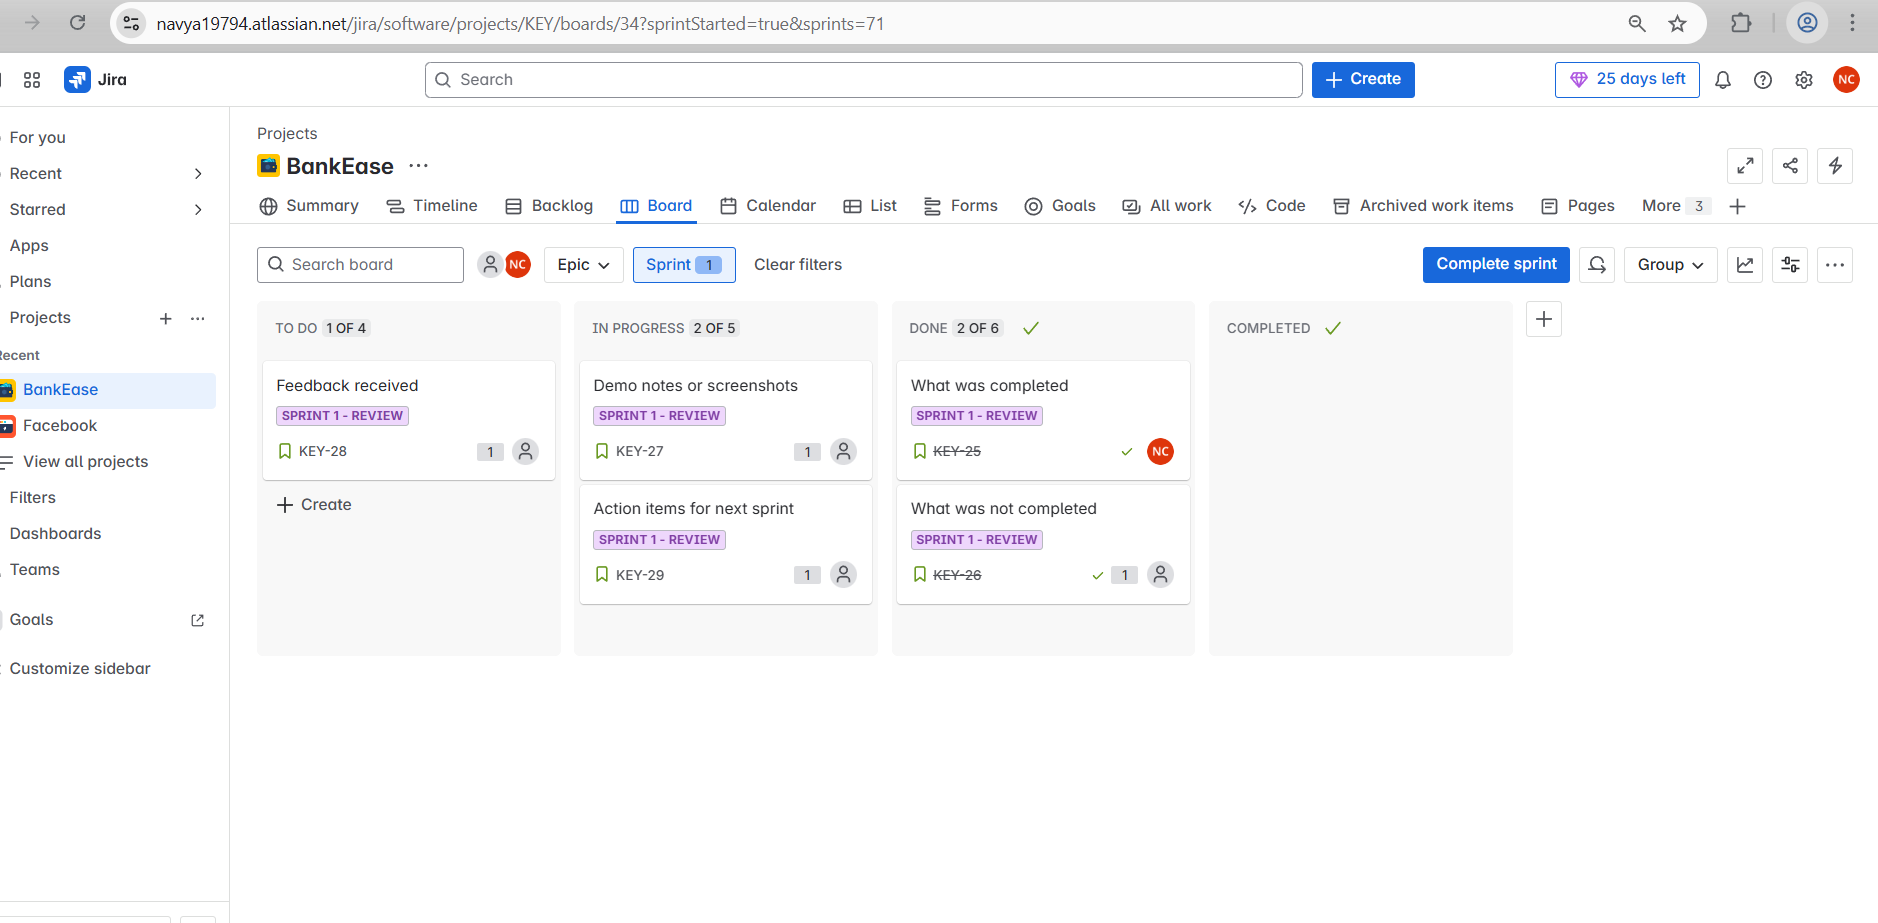 navya19794.atlassian.net/jira/software/projects/KEY/boards/34?sprintStarted=true&sprints=71
Jira
Search
Create
25 days left
NC
For you
Recent
Starred
Apps
Plans
Projects
Recent
BankEase
Facebook
View all projects
Filters
Dashboards
Teams
Goals
Customize sidebar
Projects
BankEase
Summary Timeline Backlog Board Calendar List Forms Goals All work Code Archived work items Pages More 3
Search board
NC
Epic
Sprint 1
Clear filters
Complete sprint
Group
TO DO 1 OF 4
Feedback received
SPRINT 1 - REVIEW
KEY-28 1
Create
IN PROGRESS 2 OF 5
Demo notes or screenshots
SPRINT 1 - REVIEW
KEY-27 1
Action items for next sprint
SPRINT 1 - REVIEW
KEY-29 1
DONE 2 OF 6
What was completed
SPRINT 1 - REVIEW
KEY-25 NC
What was not completed
SPRINT 1 - REVIEW
KEY-26 1
COMPLETED